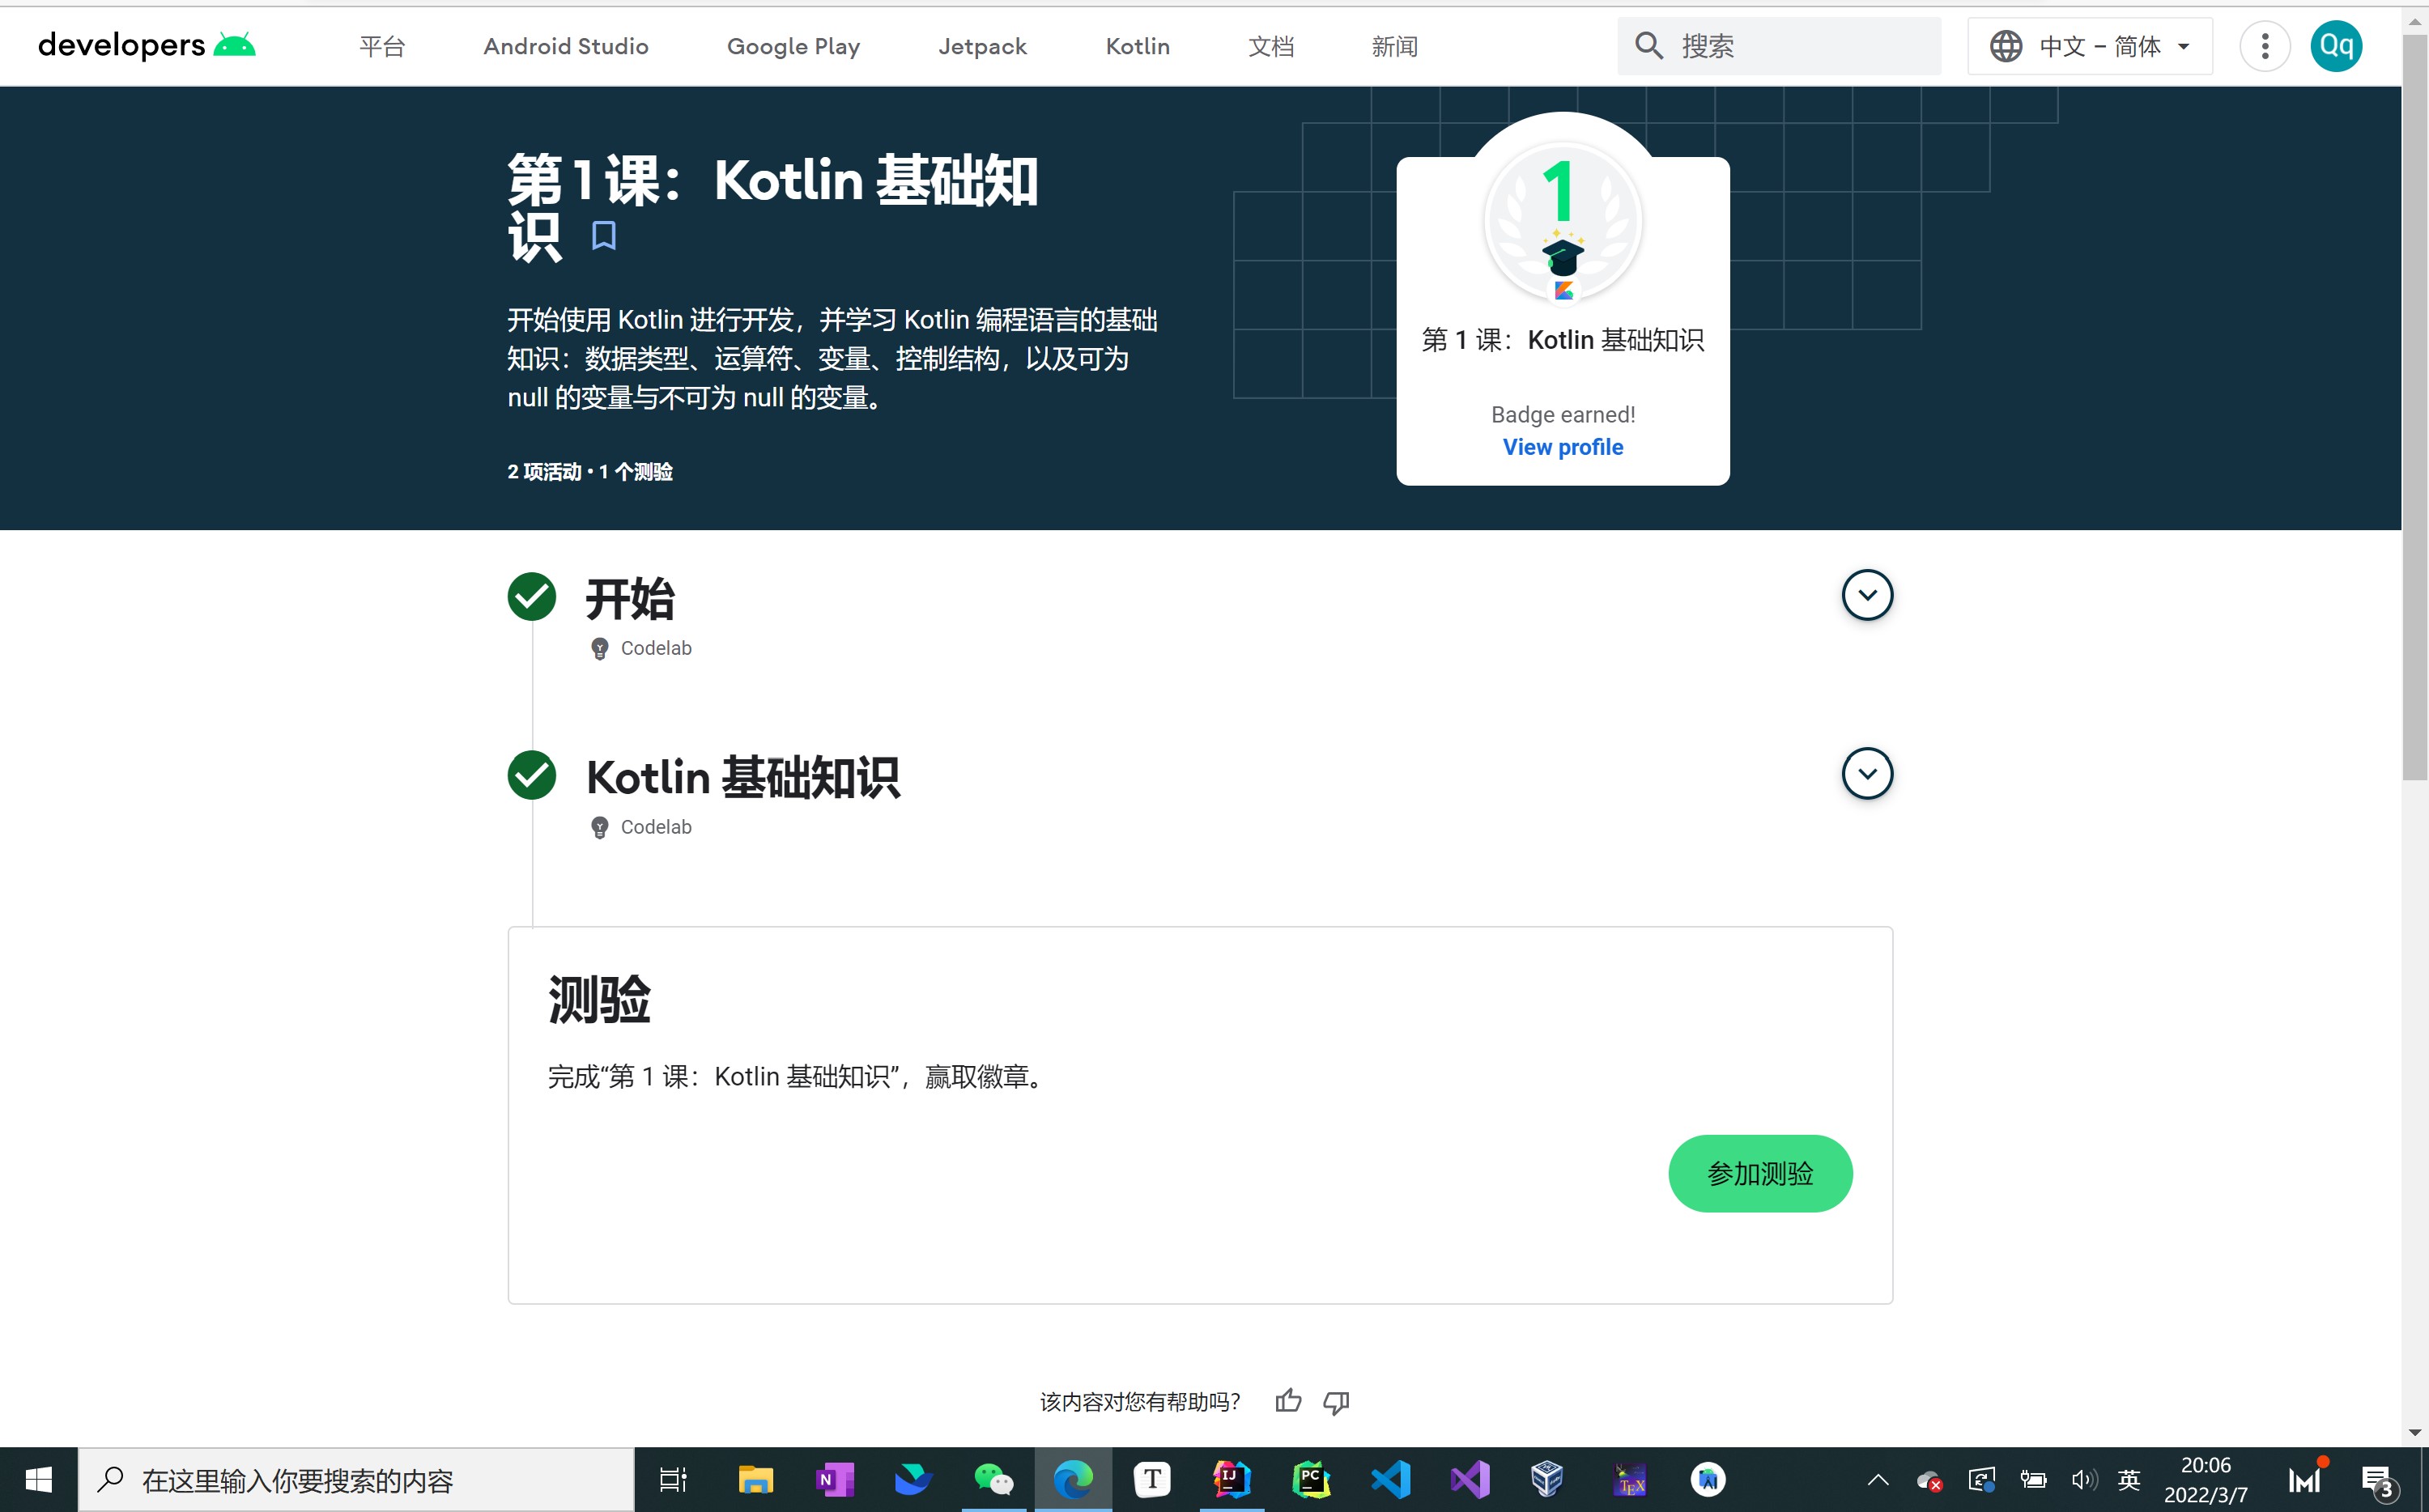 developers
平台
Android Studio
Google Play
Jetpack
Kotlin
文档
新闻
搜索
中文 – 简体
Qq
第 1 课：Kotlin 基础知
识
开始使用 Kotlin 进行开发，并学习 Kotlin 编程语言的基础
知识：数据类型、运算符、变量、控制结构，以及可为
null 的变量与不可为 null 的变量。
2 项活动 • 1 个测验
1
第 1 课：Kotlin 基础知识
Badge earned!
View profile
开始
Codelab
Kotlin 基础知识
Codelab
测验
完成“第 1 课：Kotlin 基础知识”，赢取徽章。
参加测验
该内容对您有帮助吗？
在这里输入你要搜索的内容
N
T
IJ
PC
TEX
英
20:06
2022/3/7
3